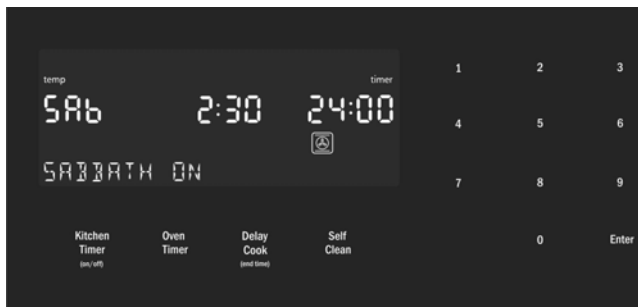 temp timer
SAb 2:30 24:00
SABBATH ON
Kitchen Timer (on/off)
Oven Timer
Delay Cook (end time)
Self Clean
1 2 3
4 5 6
7 8 9
0 Enter